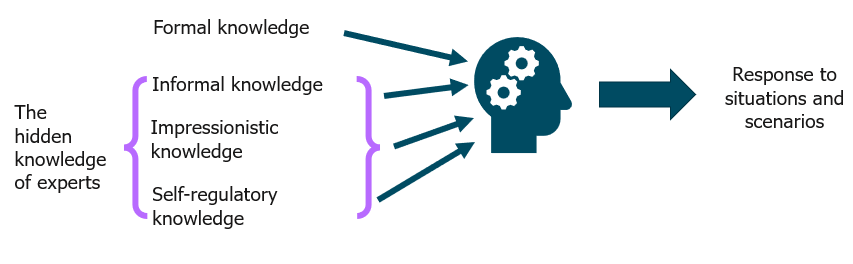 Formal knowledge
The
hidden
knowledge
of experts
Informal knowledge
Impressionistic
knowledge
Self-regulatory
knowledge
Response to
situations and
scenarios